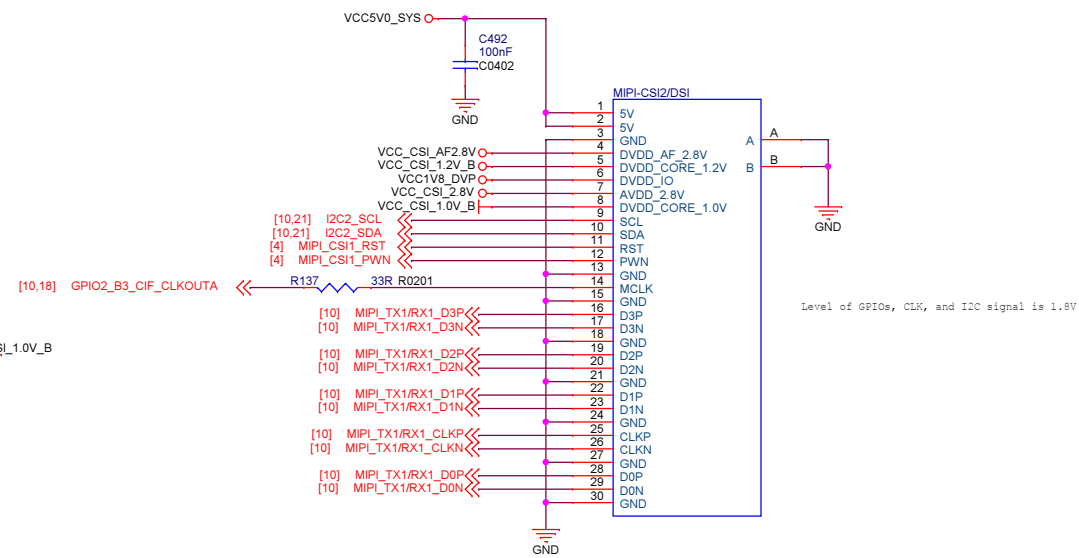 VCC5V0_SYS
C492
100nF
C0402
GND
MIPI-CSI2/DSI
1 5V
2 5V
3 GND
VCC_CSI_AF2.8V 4 DVDD_AF_2.8V
VCC_CSI_1.2V_B 5 DVDD_CORE_1.2V
VCC1V8_DVP 6 DVDD_IO
VCC_CSI_2.8V 7 AVDD_2.8V
VCC_CSI_1.0V_B 8 DVDD_CORE_1.0V
[10,21] I2C2_SCL 9 SCL
[10,21] I2C2_SDA 10 SDA
[4] MIPI_CSI1_RST 11 RST
[4] MIPI_CSI1_PWN 12 PWN
13 GND
[10,18] GPIO2_B3_CIF_CLKOUTA R137 33R R0201 14 MCLK
15 GND
[10] MIPI_TX1/RX1_D3P 16 D3P
[10] MIPI_TX1/RX1_D3N 17 D3N
18 GND
[10] MIPI_TX1/RX1_D2P 19 D2P
[10] MIPI_TX1/RX1_D2N 20 D2N
21 GND
[10] MIPI_TX1/RX1_D1P 22 D1P
[10] MIPI_TX1/RX1_D1N 23 D1N
24 GND
[10] MIPI_TX1/RX1_CLKP 25 CLKP
[10] MIPI_TX1/RX1_CLKN 26 CLKN
27 GND
[10] MIPI_TX1/RX1_D0P 28 D0P
[10] MIPI_TX1/RX1_D0N 29 D0N
30 GND
GND
A A
B B
GND
Level of GPIOs, CLK, and I2C signal is 1.8V
I_1.0V_B